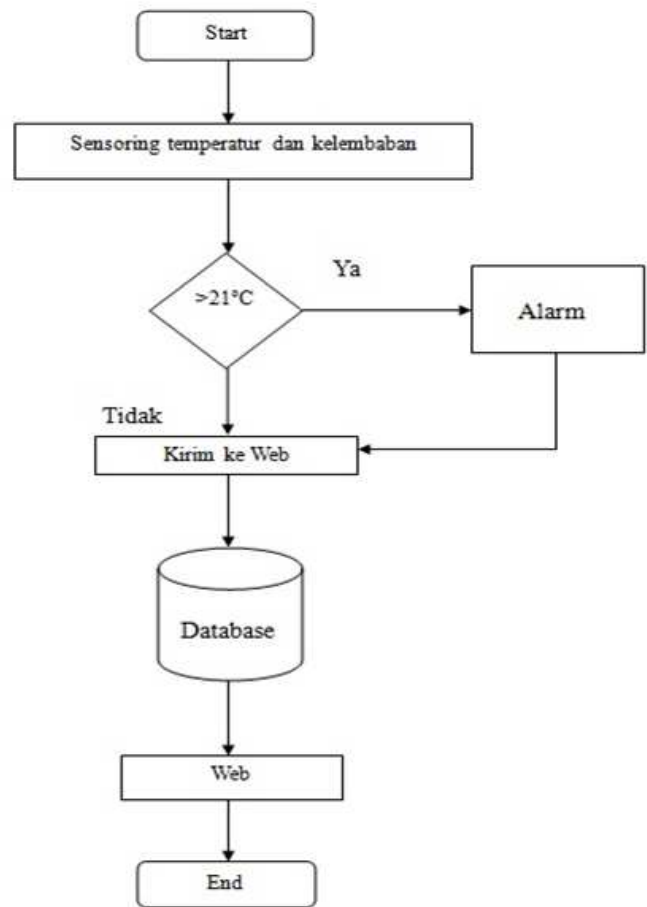 Start
Sensoring temperatur dan kelembaban
>21°C
Ya
Alarm
Tidak
Kirim ke Web
Database
Web
End